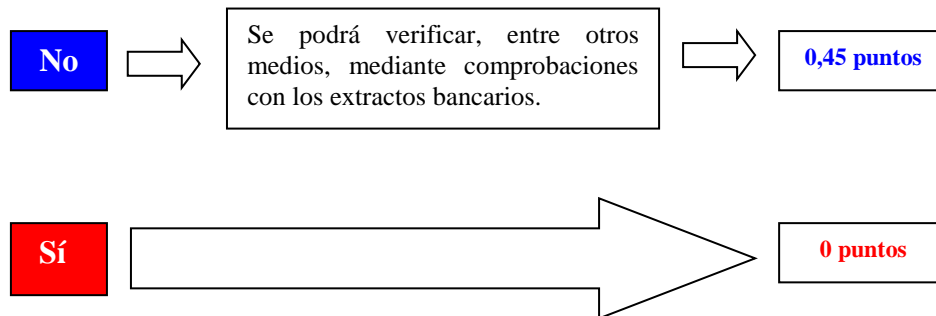 No
Se podrá verificar, entre otros
medios, mediante comprobaciones
con los extractos bancarios.
0,45 puntos
Sí
0 puntos